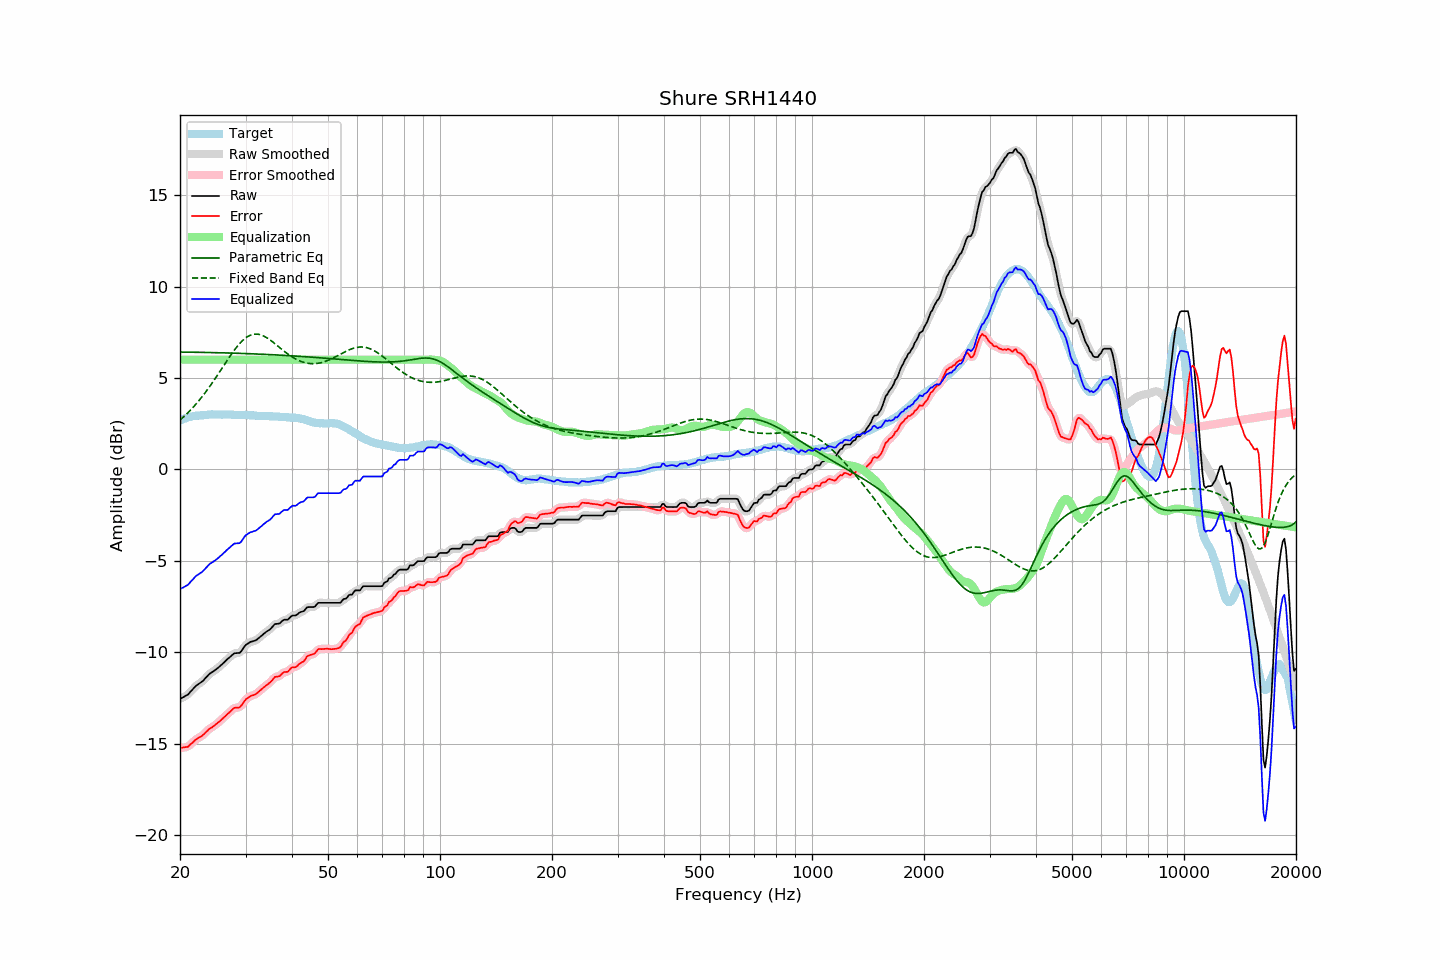 Shure SRH1440
Target
Raw Smoothed
Error Smoothed
Raw
Error
Equalization
Parametric Eq
Fixed Band Eq
Equalized
Amplitude (dBr)
15
10
5
0
−5
−10
−15
−20
20 50 100 200 500 1000 2000 5000 10000 20000
Frequency (Hz)